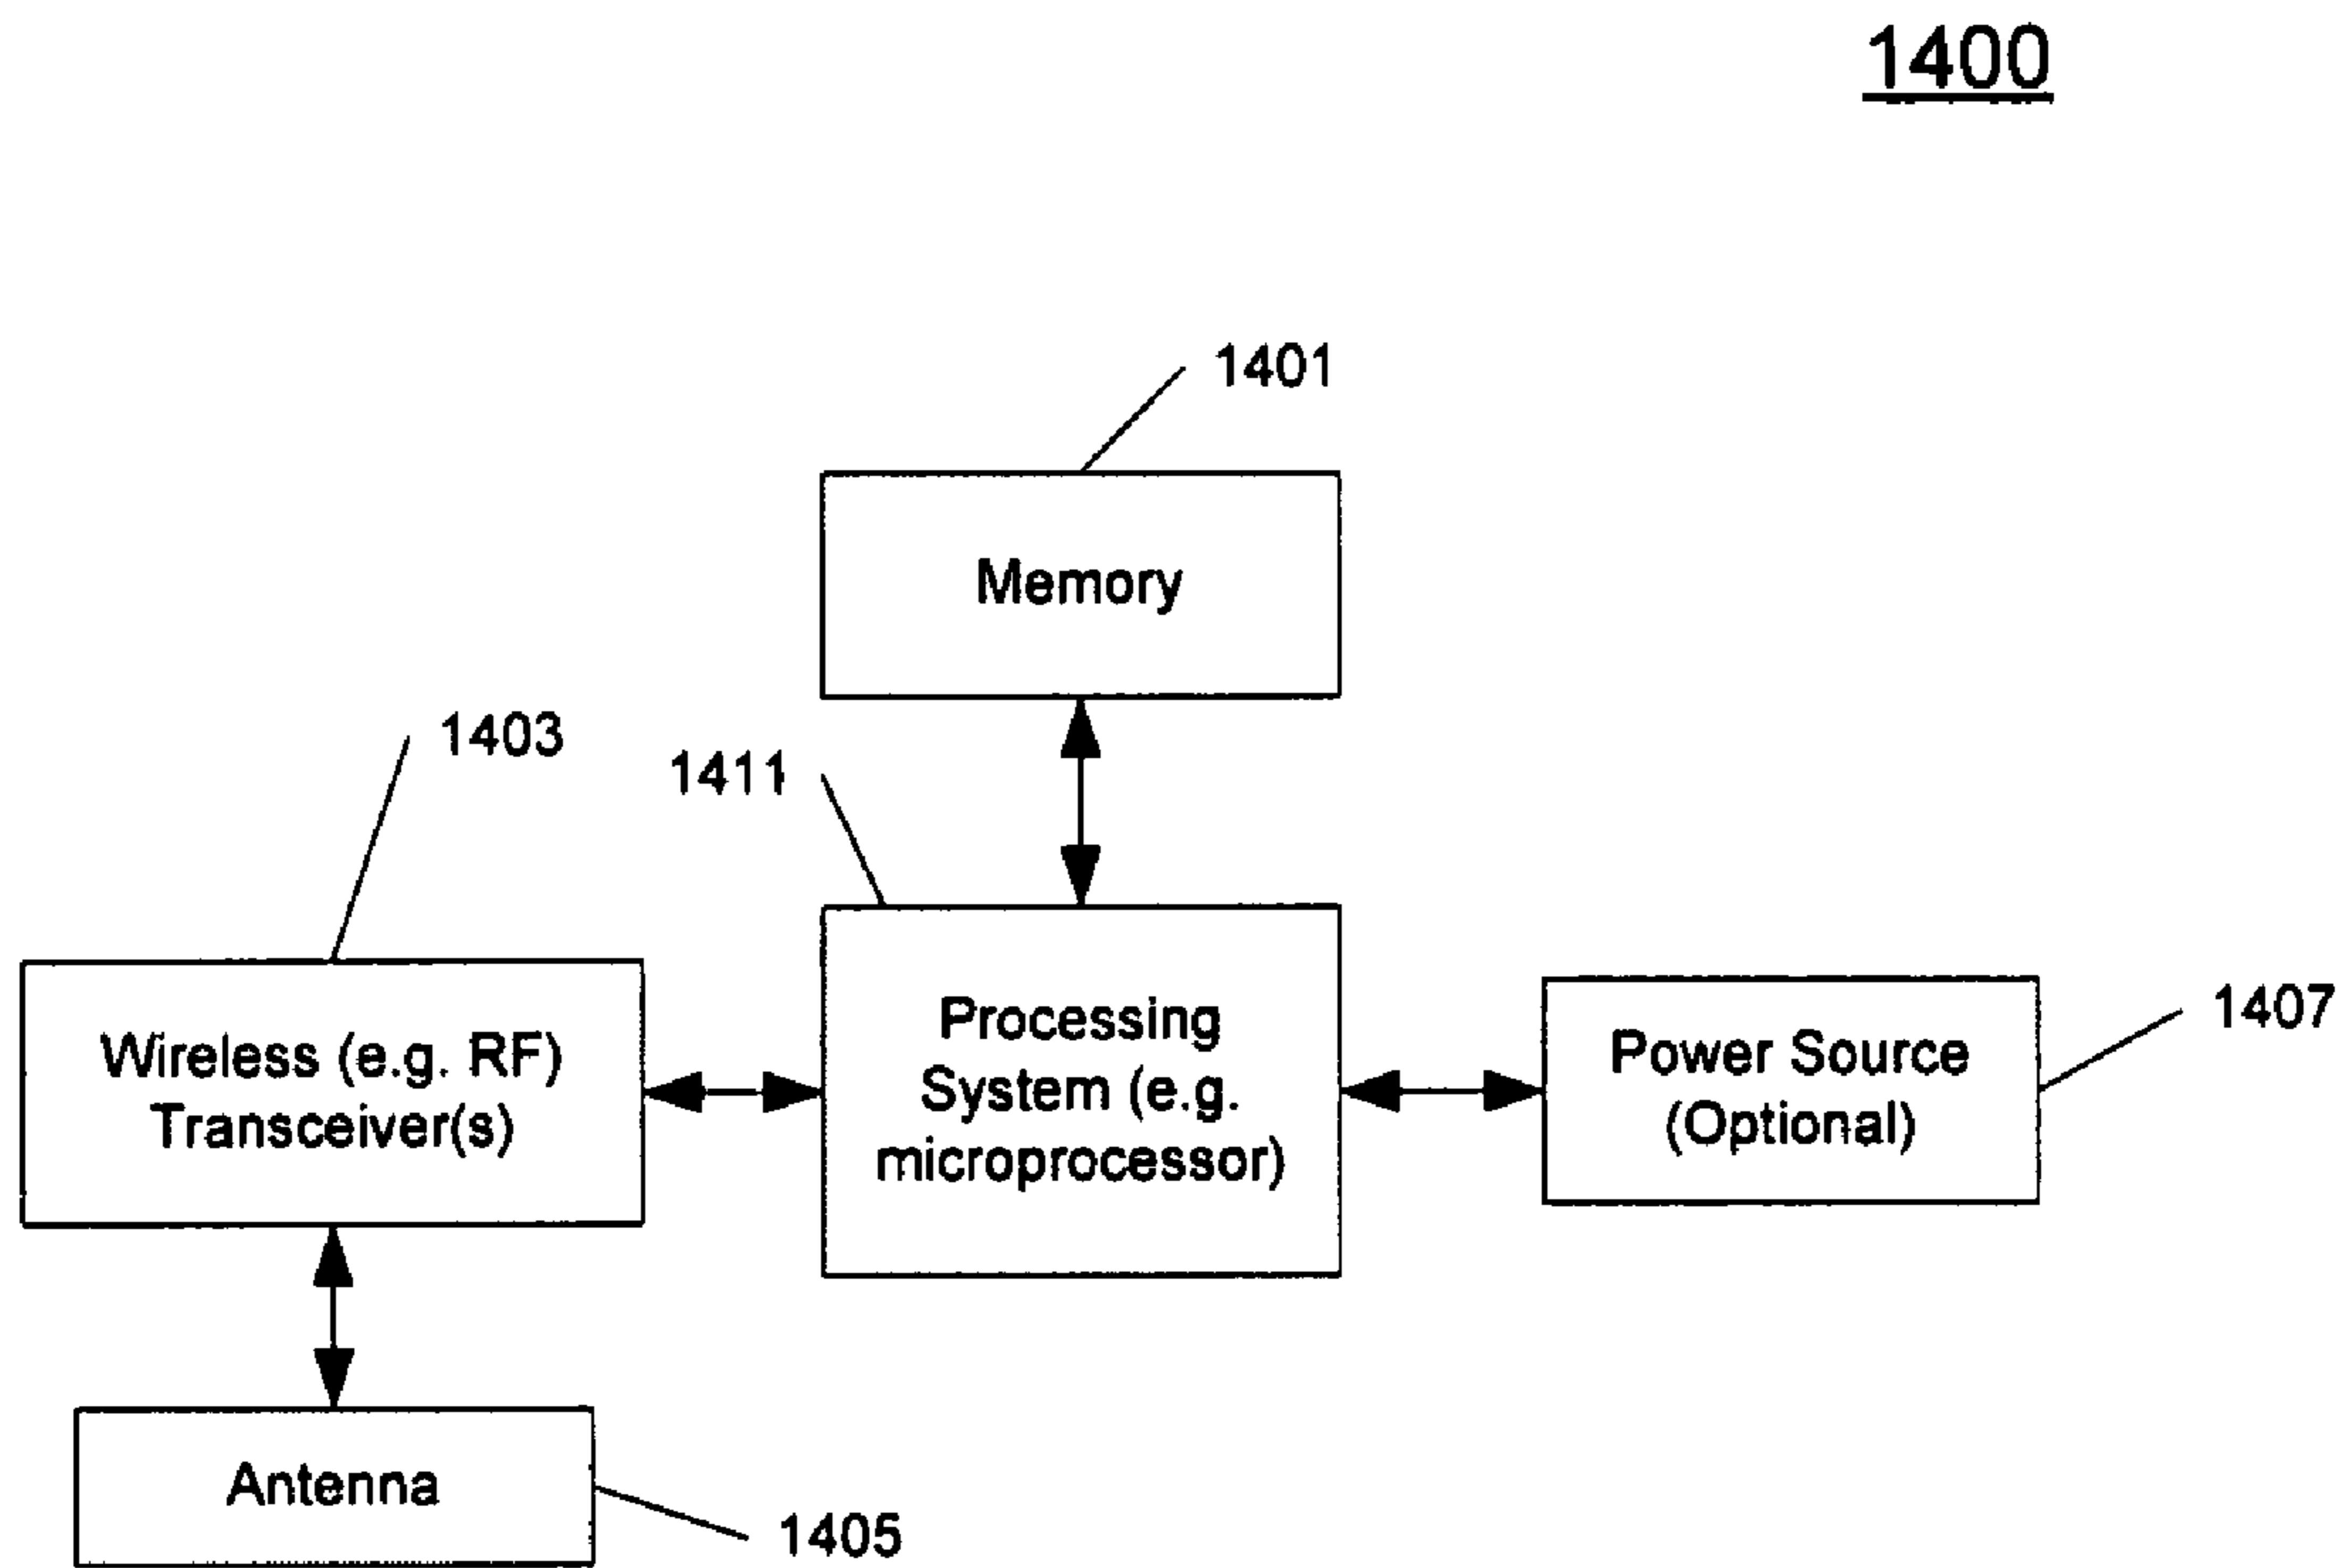 1400
1401
Memory
1403
1411
Wireless (e.g. RF)
Transceiver(s)
Processing
System (e.g.
microprocessor)
Power Source
(Optional)
1407
Antenna
1405